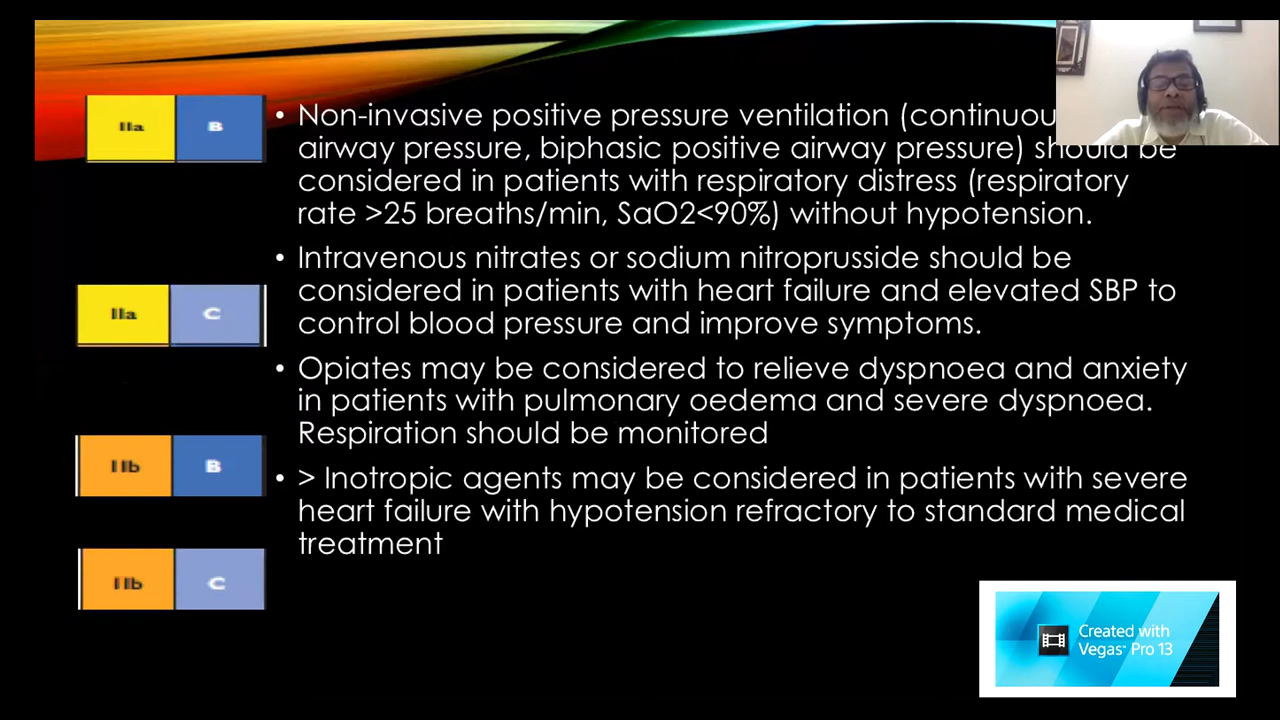 IIa B
• Non-invasive positive pressure ventilation (continuou
airway pressure, biphasic positive airway pressure) should be
considered in patients with respiratory distress (respiratory
rate >25 breaths/min, SaO2<90%) without hypotension.
IIa C
• Intravenous nitrates or sodium nitroprusside should be
considered in patients with heart failure and elevated SBP to
control blood pressure and improve symptoms.
IIb B
• Opiates may be considered to relieve dyspnoea and anxiety
in patients with pulmonary oedema and severe dyspnoea.
Respiration should be monitored
IIb C
• > Inotropic agents may be considered in patients with severe
heart failure with hypotension refractory to standard medical
treatment
Created with
Vegas™ Pro 13